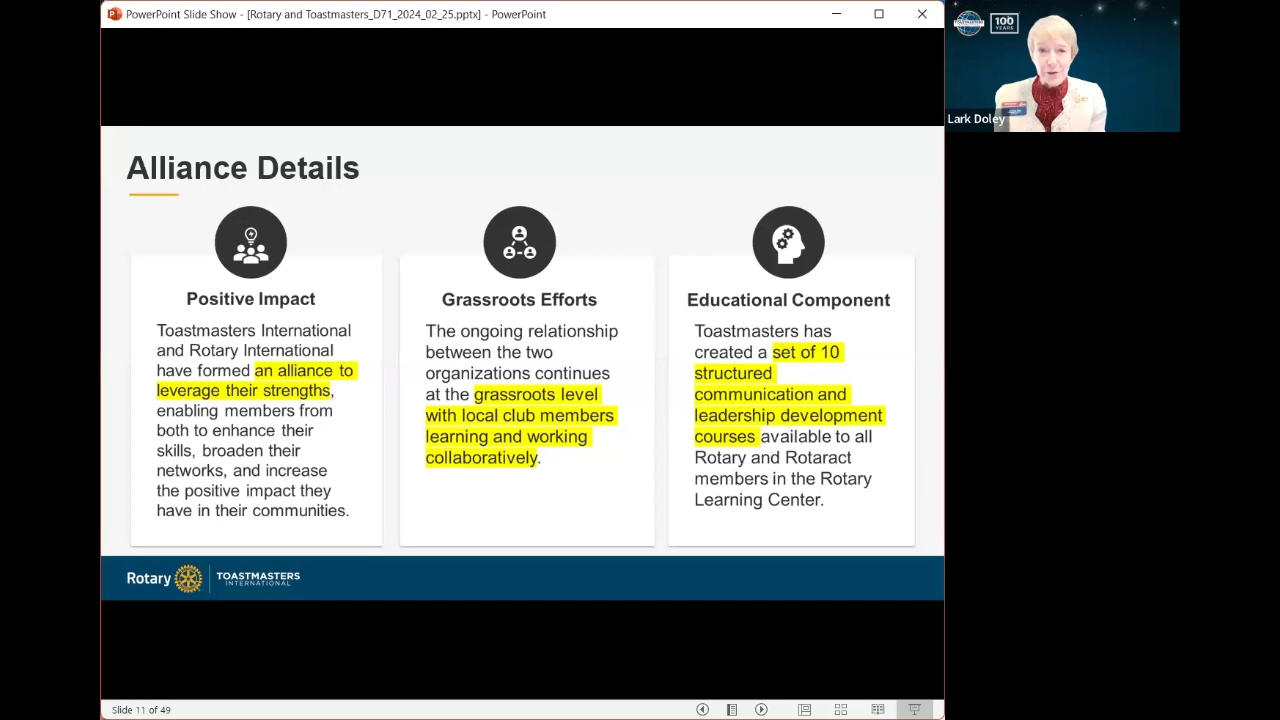 PowerPoint Slide Show - [Rotary and Toastmasters_D71_2024_02_25.pptx] - PowerPoint
TOASTMASTERS
100
YEARS
Lark Doley
Alliance Details
Positive Impact
Toastmasters International
and Rotary International
have formed an alliance to
leverage their strengths,
enabling members from
both to enhance their
skills, broaden their
networks, and increase
the positive impact they
have in their communities.
Grassroots Efforts
The ongoing relationship
between the two
organizations continues
at the grassroots level
with local club members
learning and working
collaboratively.
Educational Component
Toastmasters has
created a set of 10
structured
communication and
leadership development
courses available to all
Rotary and Rotaract
members in the Rotary
Learning Center.
Rotary
TOASTMASTERS
INTERNATIONAL
Slide 11 of 49